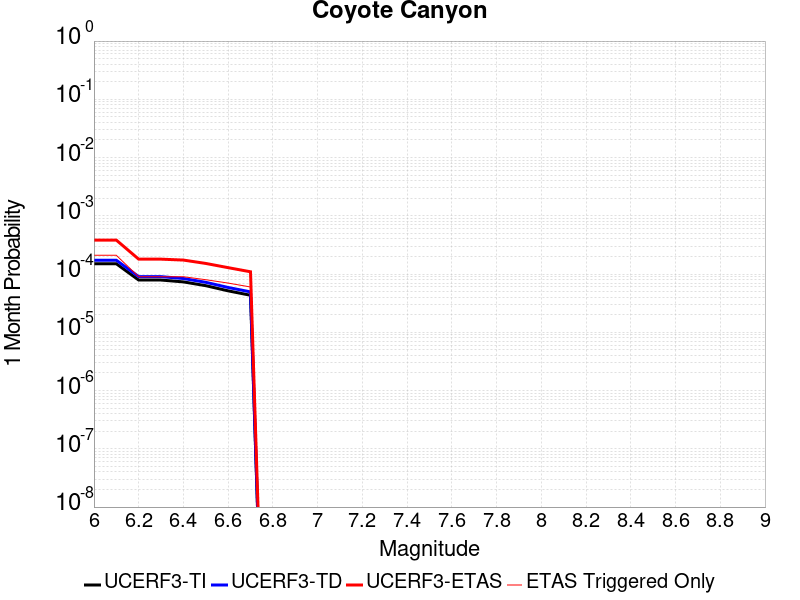 Coyote Canyon
10^0
10^-1
10^-2
10^-3
10^-4
10^-5
10^-6
10^-7
10^-8
1 Month Probability
6 6.2 6.4 6.6 6.8 7 7.2 7.4 7.6 7.8 8 8.2 8.4 8.6 8.8 9
Magnitude
UCERF3-TI UCERF3-TD UCERF3-ETAS ETAS Triggered Only